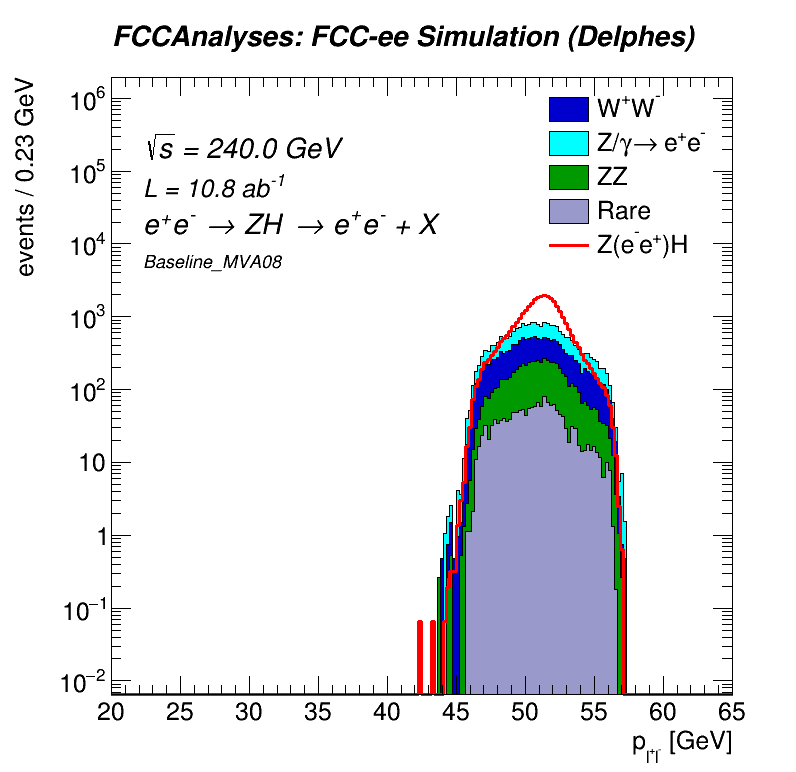 FCCAnalyses: FCC-ee Simulation (Delphes)
events / 0.23 GeV
10⁶
10⁵
10⁴
10³
10²
10
1
10⁻¹
10⁻²
√s = 240.0 GeV
L = 10.8 ab⁻¹
e⁺e⁻ → ZH → e⁺e⁻ + X
Baseline_MVA08
W⁺W⁻
Z/γ→ e⁺e⁻
ZZ
Rare
Z(e⁻e⁺)H
20 25 30 35 40 45 50 55 60 65
p_l⁺l⁻ [GeV]